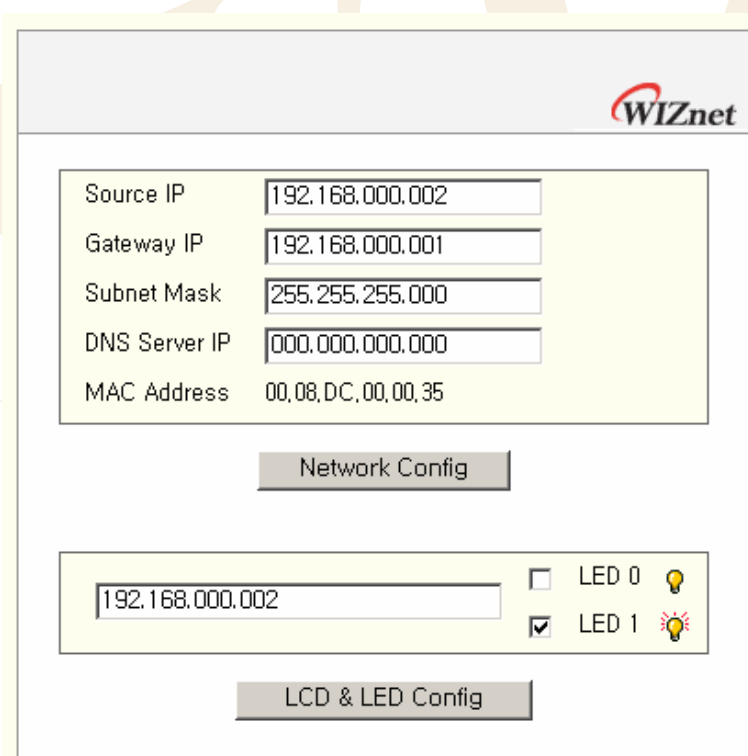 WIZnet
Source IP 192.168.000.002
Gateway IP 192.168.000.001
Subnet Mask 255.255.255.000
DNS Server IP 000.000.000.000
MAC Address 00,08,DC,00,00,35
Network Config
192.168.000.002
LED 0
LED 1
LCD & LED Config